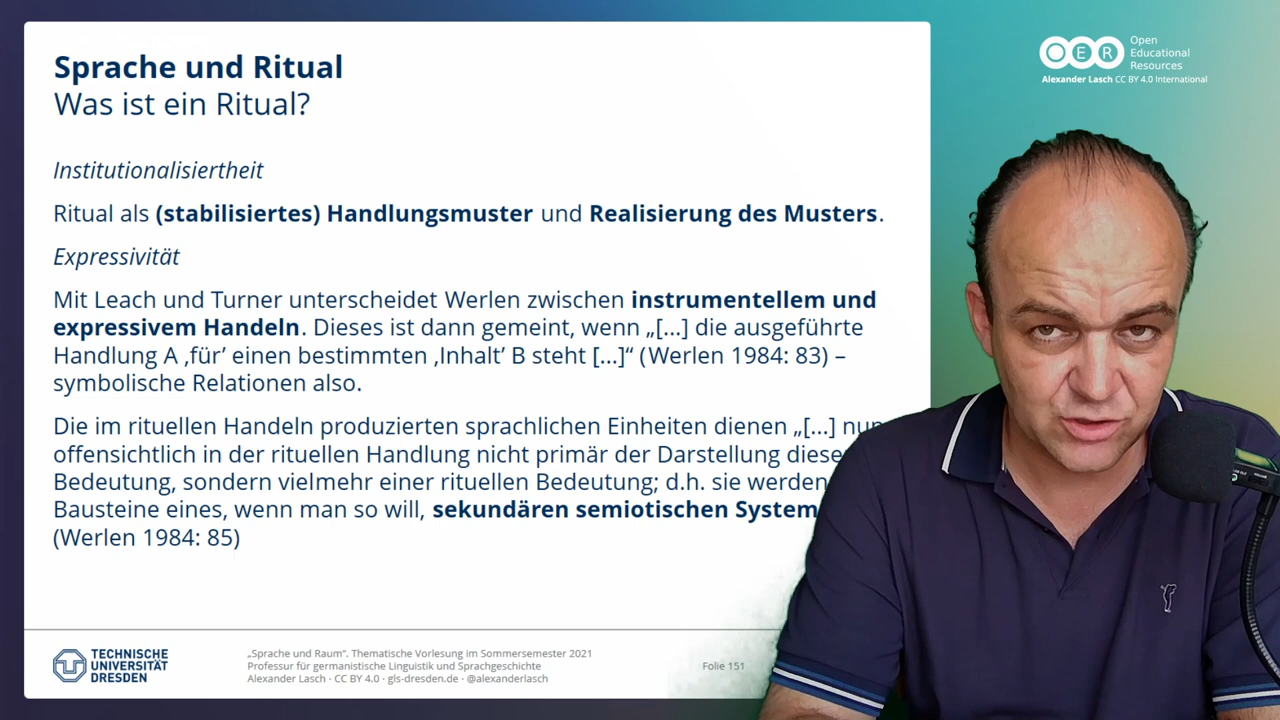 Sprache und Ritual
Was ist ein Ritual?
Institutionalisiertheit
Ritual als (stabilisiertes) Handlungsmuster und Realisierung des Musters.
Expressivität
Mit Leach und Turner unterscheidet Werlen zwischen instrumentellem und
expressivem Handeln. Dieses ist dann gemeint, wenn „[…] die ausgeführte
Handlung A ‚für’ einen bestimmten ‚Inhalt’ B steht […]“ (Werlen 1984: 83) –
symbolische Relationen also.
Die im rituellen Handeln produzierten sprachlichen Einheiten dienen „[…] nun
offensichtlich in der rituellen Handlung nicht primär der Darstellung
Bedeutung, sondern vielmehr einer rituellen Bedeutung; d.h. sie werden
Bausteine eines, wenn man so will, sekundären semiotischen
(Werlen 1984: 85)
TECHNISCHE
UNIVERSITÄT
DRESDEN
„Sprache und Raum“. Thematische Vorlesung im Sommersemester 2021
Professur für germanistische Linguistik und Sprachgeschichte
Alexander Lasch · CC BY 4.0 · gls-dresden.de · @alexanderlasch
Folie 151
OER
Open
Educational
Resources
Alexander Lasch CC BY 4.0 International